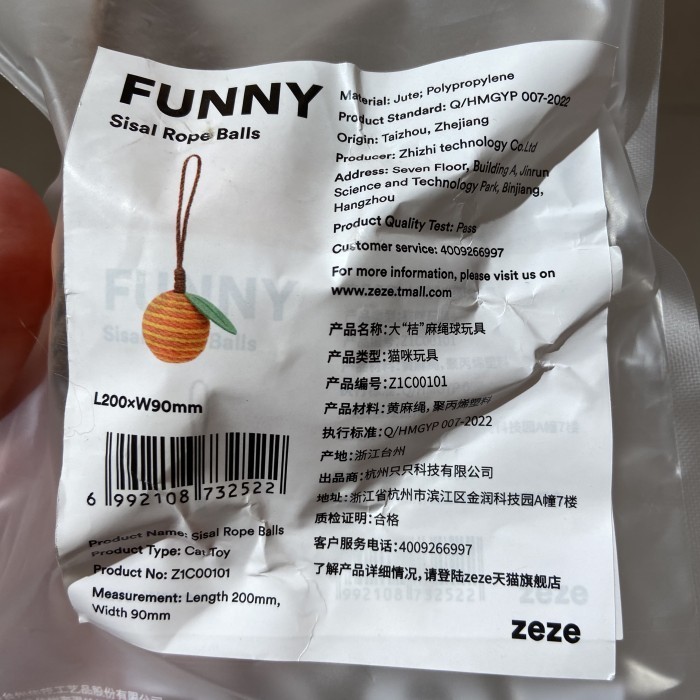 FUNNY
Sisal Rope Balls
L200×W90mm
6 992108 732522
Product Name: Sisal Rope Balls
Product Type: Cat Toy
Product No: Z1C00101
Measurement: Length 200mm,
Width 90mm
Material: Jute; Polypropylene
Product Standard: Q/HMGYP 007-2022
Origin: Taizhou, Zhejiang
Producer: Zhizhi technology Co.Ltd
Address: Seven Floor, Building A, Jinrun
Science and Technology Park, Binjiang,
Hangzhou
Product Quality Test: Pass
Customer service: 4009266997
For more information, please visit us on
www.zeze.tmall.com
产品名称:大“桔”麻绳球玩具
产品类型:猫咪玩具
产品编号:Z1C00101
产品材料:黄麻绳,聚丙烯塑料
执行标准:Q/HMGYP 007-2022
产地:浙江台州
出品商:杭州只只科技有限公司
地址:浙江省杭州市滨江区金润科技园A幢7楼
质检证明:合格
客户服务电话:4009266997
了解产品详细情况,请登陆zeze天猫旗舰店
zeze
工艺品股份有限公司